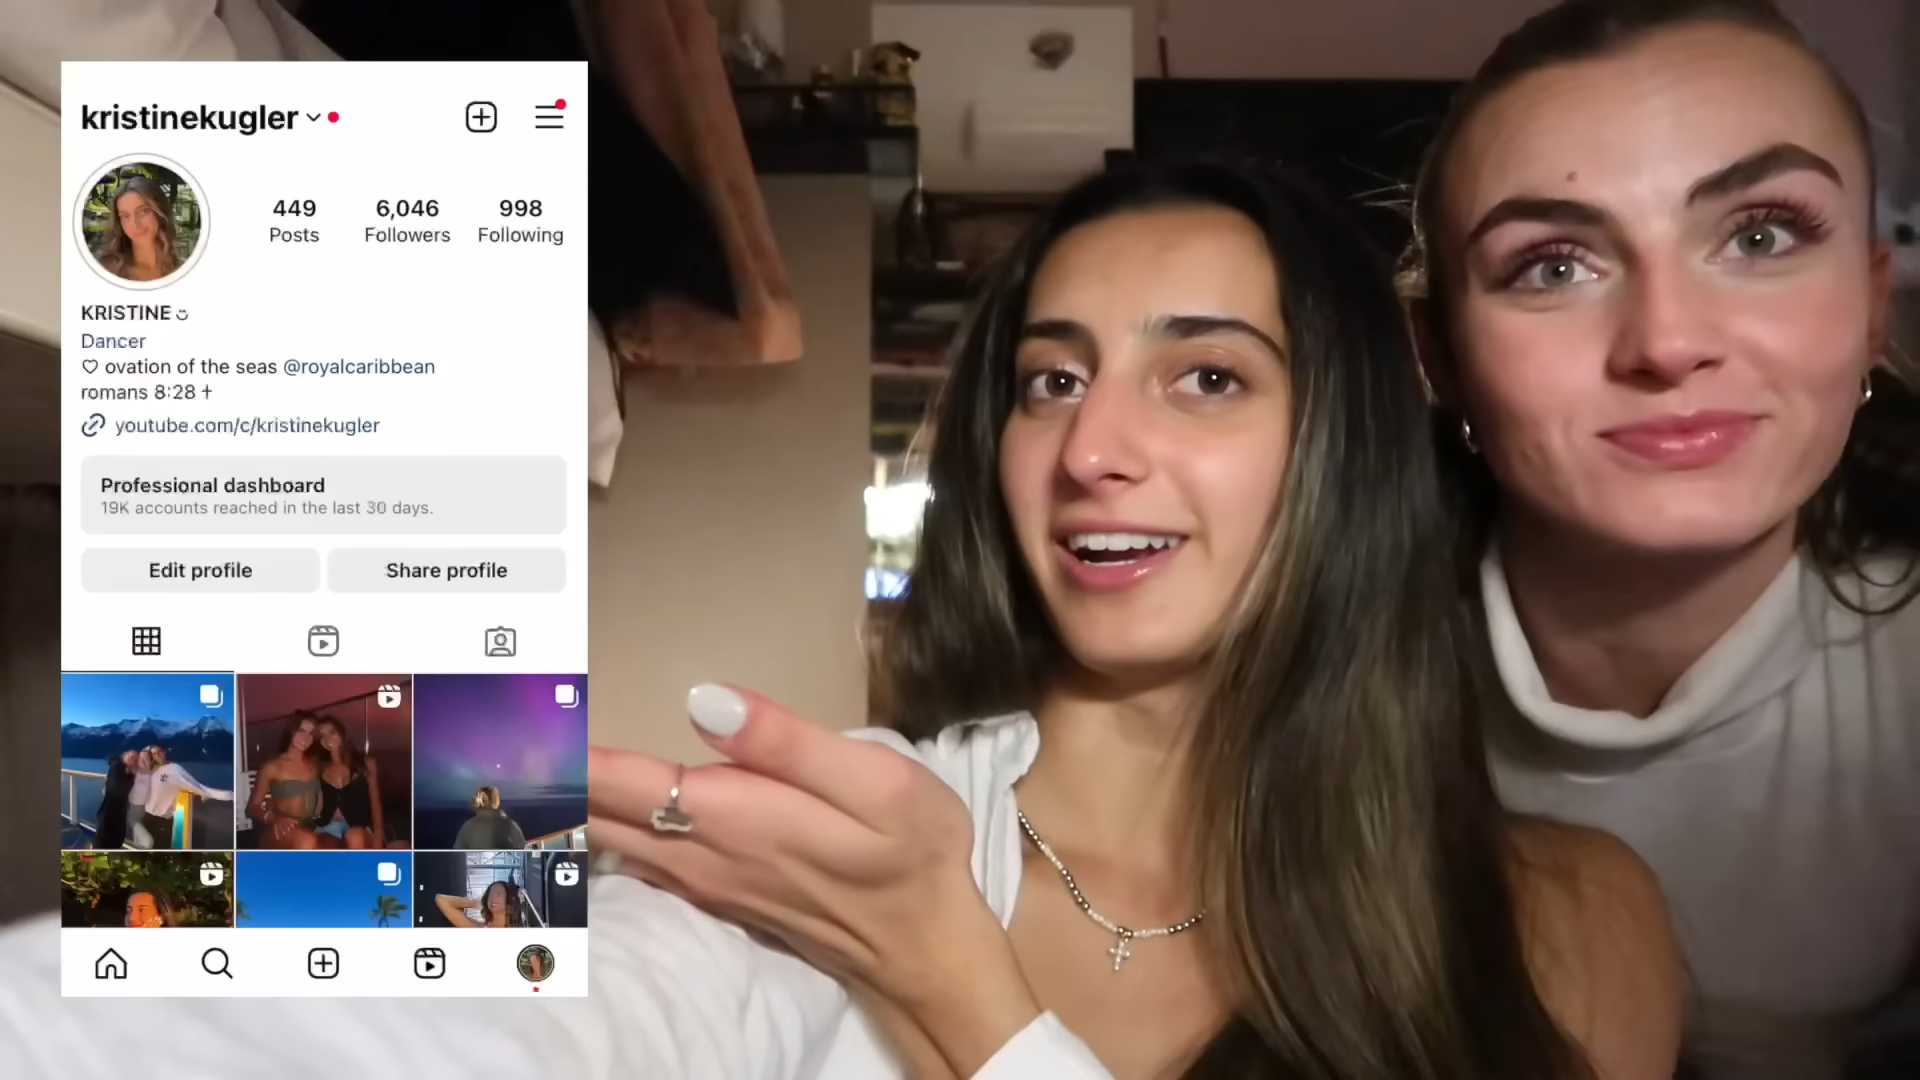 kristinekugler
449
Posts
6,046
Followers
998
Following
KRISTINE
Dancer
♡ ovation of the seas @royalcaribbean
romans 8:28 †
youtube.com/c/kristinekugler
Professional dashboard
19K accounts reached in the last 30 days.
Edit profile
Share profile